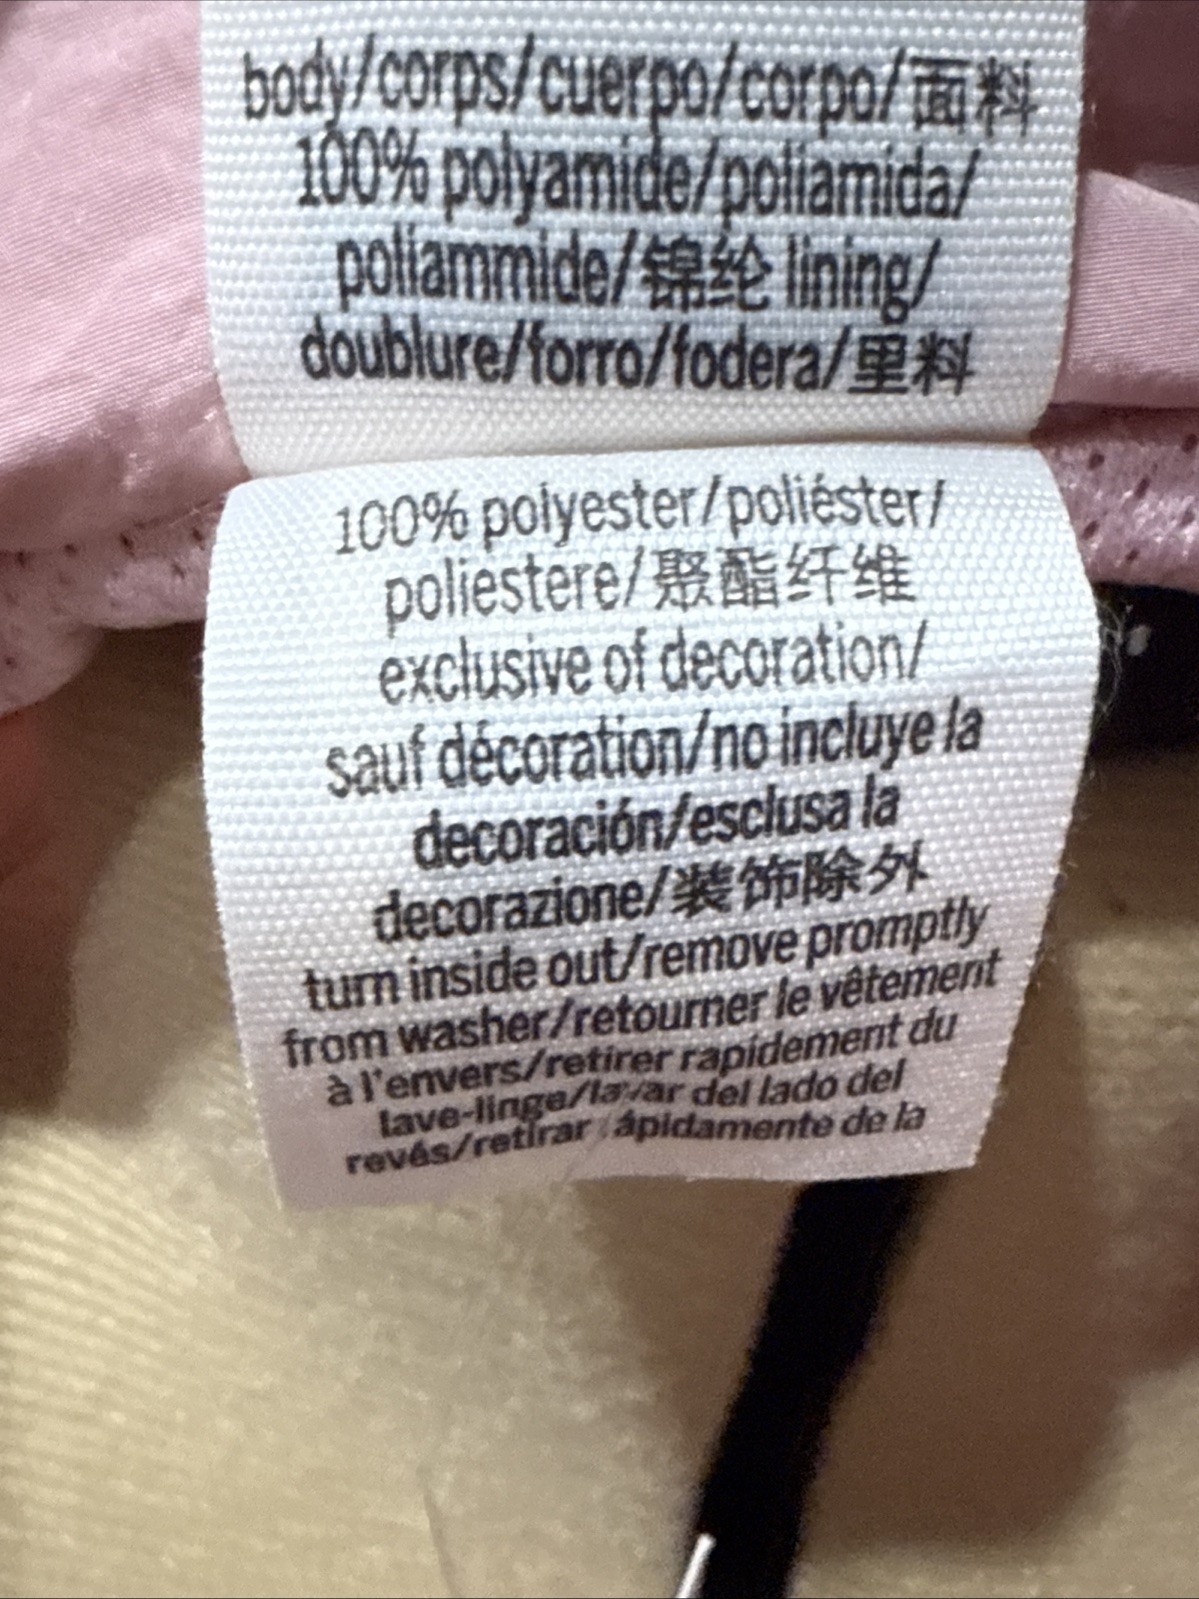 body/corps/cuerpo/corpo/面料
100% polyamide/poliamida/
poliammide/锦纶 lining/
doublure/forro/fodera/里料
100% polyester/poliéster/
poliestere/聚酯纤维
exclusive of decoration/
sauf décoration/no incluye la
decoración/esclusa la
decorazione/装饰除外
turn inside out/remove promptly
from washer/retourner le vêtement
à l'envers/retirer rapidement du
lave-linge/lavar del lado del
revés/retirar rápidamente de la